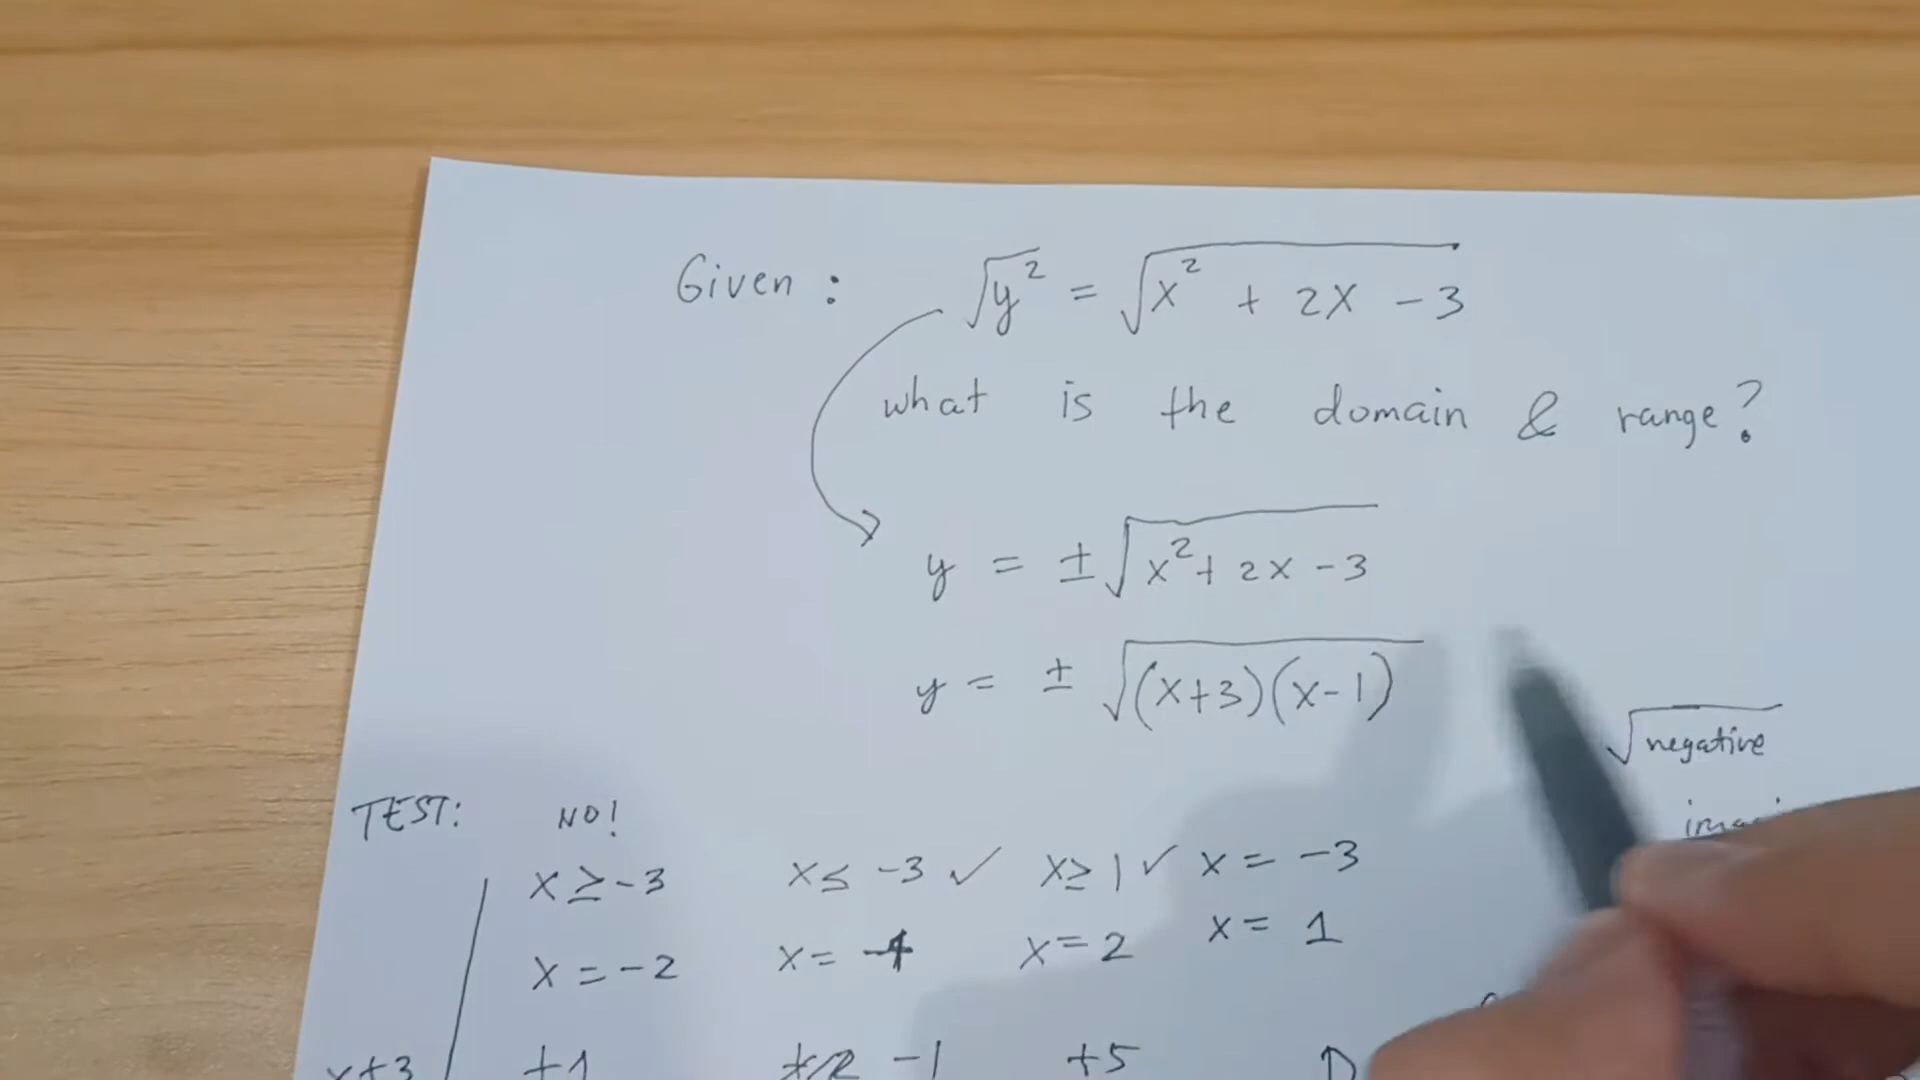 Given : √y² = √x² + 2x - 3
what is the domain & range?
y = ±√x² + 2x - 3
y = ± √(x+3)(x-1)
√negative
TEST: NO!
x ≥ -3 x ≤ -3 ✓ x ≥ 1 ✓ x = -3
x = -2 x = -4 x = 2 x = 1
x+3 +1 -1 +5